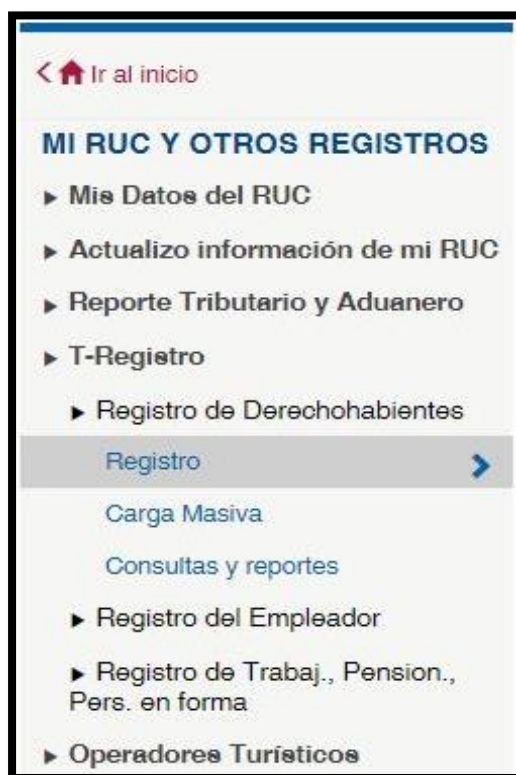 Ir al inicio
MI RUC Y OTROS REGISTROS
Mis Datos del RUC
Actualizo información de mi RUC
Reporte Tributario y Aduanero
T-Registro
Registro de Derechohabientes
Registro
Carga Masiva
Consultas y reportes
Registro del Empleador
Registro de Trabaj., Pension.,
Pers. en forma
Operadores Turísticos